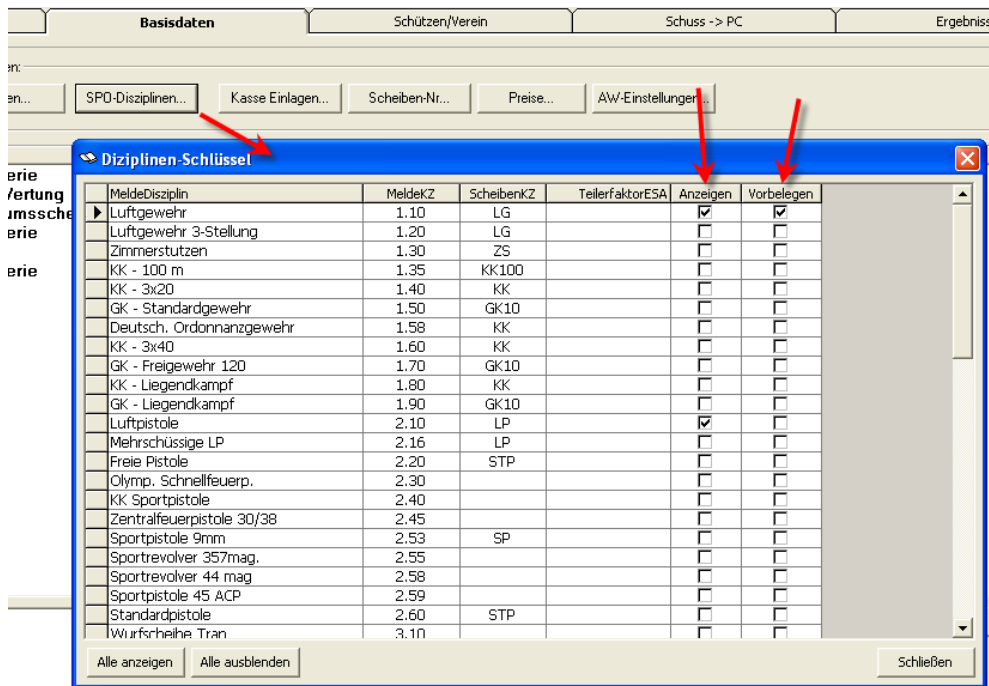 Basisdaten Schützen/Verein Schuss -> PC Ergebniss
en:
en... SPO-Disziplinen... Kasse Einlagen... Scheiben-Nr... Preise... AW-Einstellungen...
Diziplinen-Schlüssel
erie
Vertung
umssche
erie
erie
MeldeDisziplin MeldeKZ ScheibenKZ TeilerfaktorESA Anzeigen Vorbelegen
Luftgewehr 1.10 LG
Luftgewehr 3-Stellung 1.20 LG
Zimmerstutzen 1.30 ZS
KK - 100 m 1.35 KK100
KK - 3x20 1.40 KK
GK - Standardgewehr 1.50 GK10
Deutsch. Ordonnanzgewehr 1.58 KK
KK - 3x40 1.60 KK
GK - Freigewehr 120 1.70 GK10
KK - Liegendkampf 1.80 KK
GK - Liegendkampf 1.90 GK10
Luftpistole 2.10 LP
Mehrschüssige LP 2.16 LP
Freie Pistole 2.20 STP
Olymp. Schnellfeuerp. 2.30
KK Sportpistole 2.40
Zentralfeuerpistole 30/38 2.45
Sportpistole 9mm 2.53 SP
Sportrevolver 357mag. 2.55
Sportrevolver 44 mag 2.58
Sportpistole 45 ACP 2.59
Standardpistole 2.60 STP
Wurfscheibe Trap 3.10
Alle anzeigen Alle ausblenden Schließen